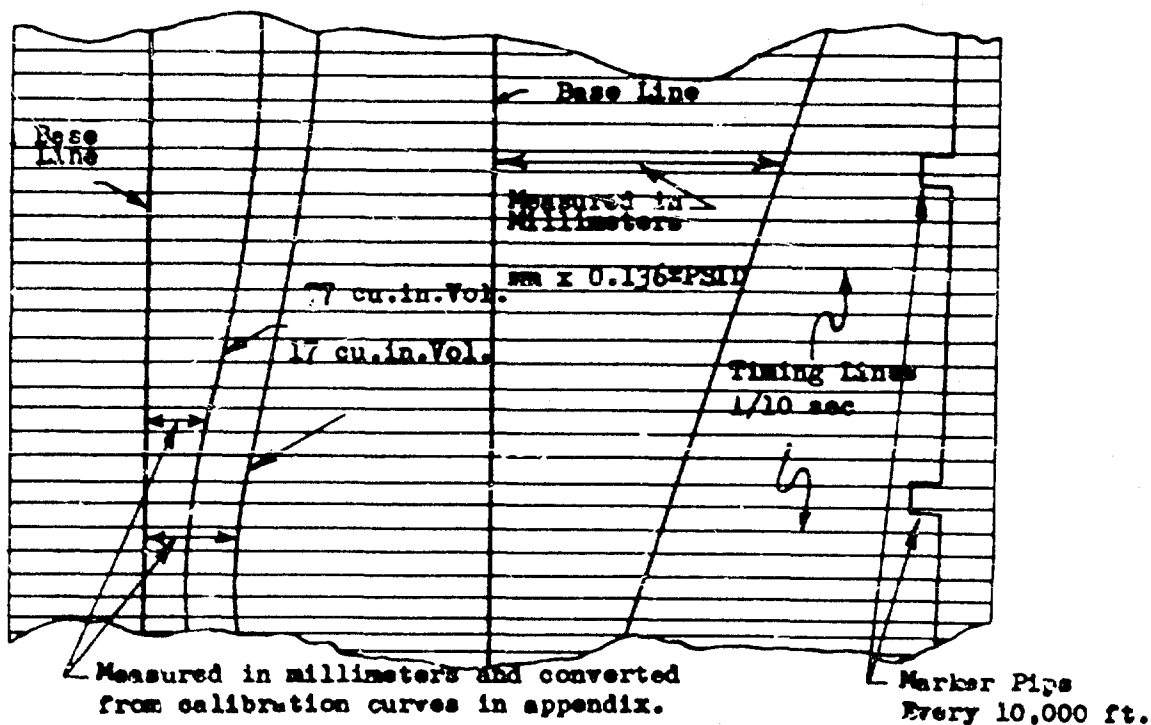 Base Line
Base
Line
Measured in
Millimeters
mm x 0.136=PSID
77 cu.in.Vol.
17 cu.in.Vol.
Timing Lines
1/10 sec
Measured in millimeters and converted
from calibration curves in appendix.
Marker Pips
Every 10,000 ft.